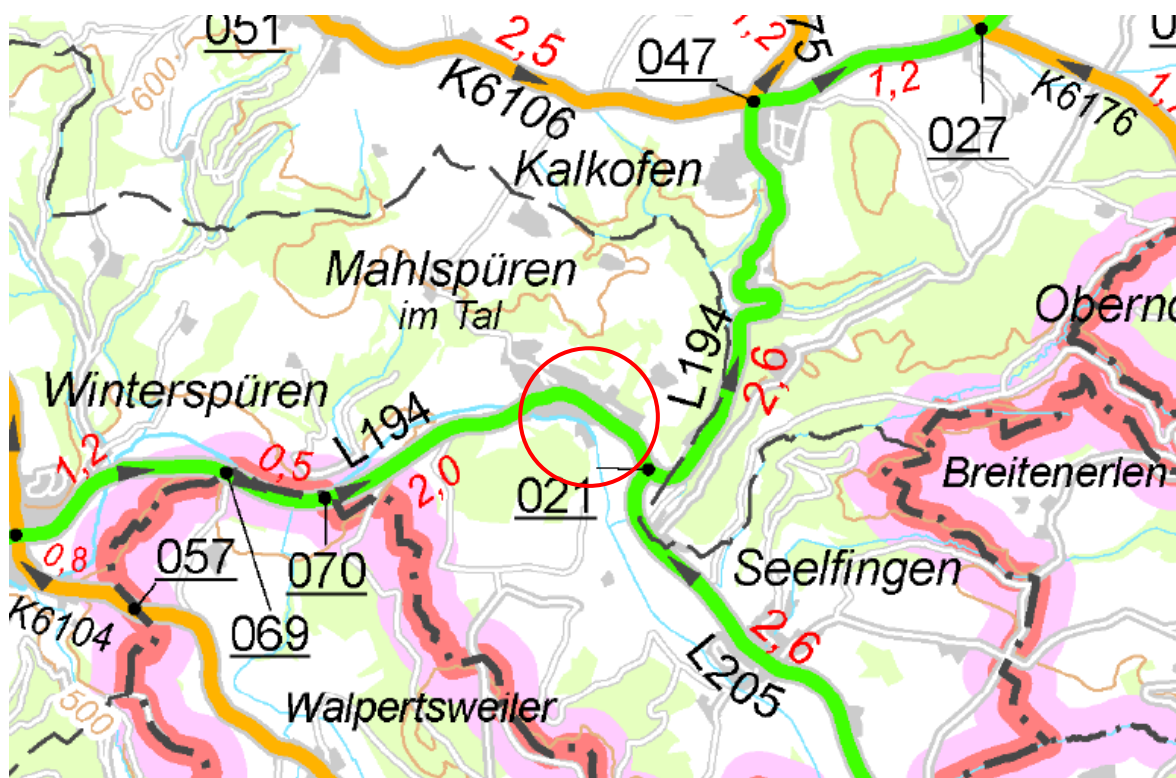 051
2,5
1,2
75
047
K6106
1,2
027
K6176
600
Kalkofen
Mahlspüren
im Tal
L194
2,6
Winterspüren
L194
1,2
0,5
2,0
021
Breitenerlen
0,8
057
070
Seelfingen
K6104
069
2,6
L205
Walpertsweiler
500